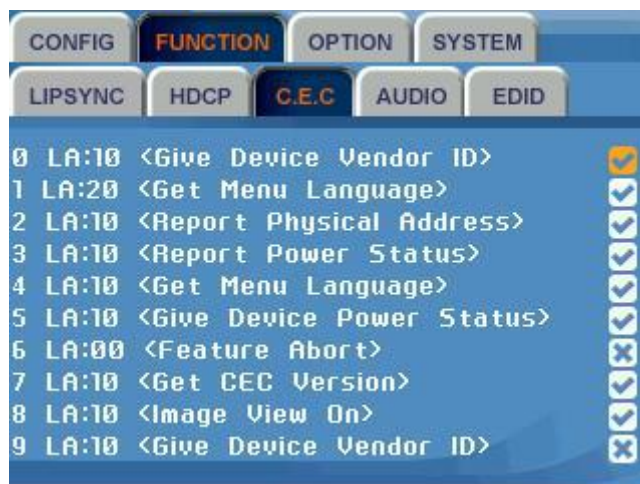 CONFIG FUNCTION OPTION SYSTEM
LIPSYNC HDCP C.E.C AUDIO EDID
0 LA:10 <Give Device Vendor ID>
1 LA:20 <Get Menu Language>
2 LA:10 <Report Physical Address>
3 LA:10 <Report Power Status>
4 LA:10 <Get Menu Language>
5 LA:10 <Give Device Power Status>
6 LA:00 <Feature Abort>
7 LA:10 <Get CEC Version>
8 LA:10 <Image View On>
9 LA:10 <Give Device Vendor ID>